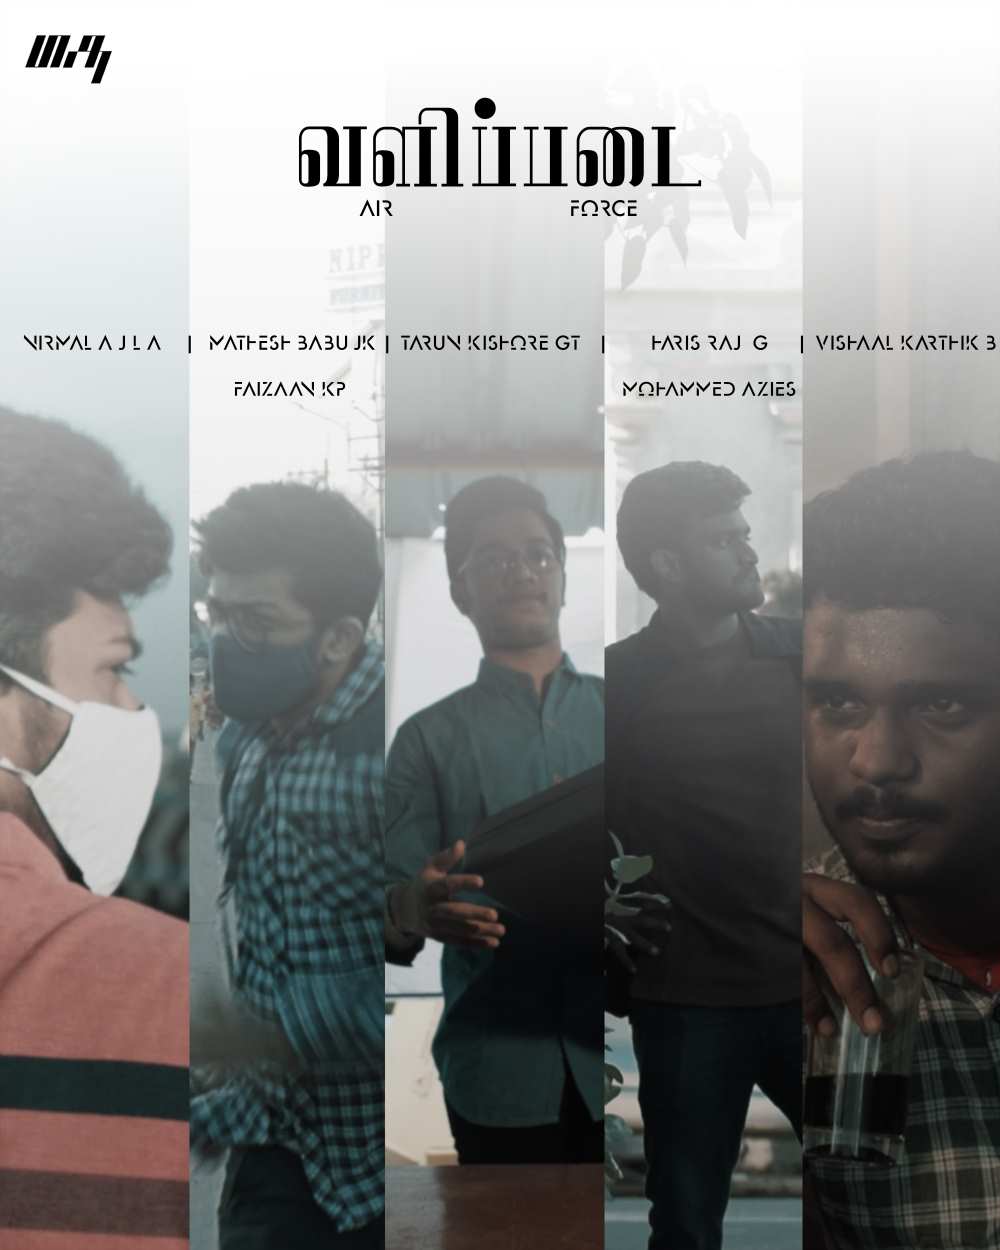 வளிப்படை
AIR FORCE
NIRMAL A J L A | MATHESH BABU JK | TARUN KISHORE GT | HARIS RAJ G | VISHAAL KARTHIK B
FAIZAAN KP MOHAMMED AZIES